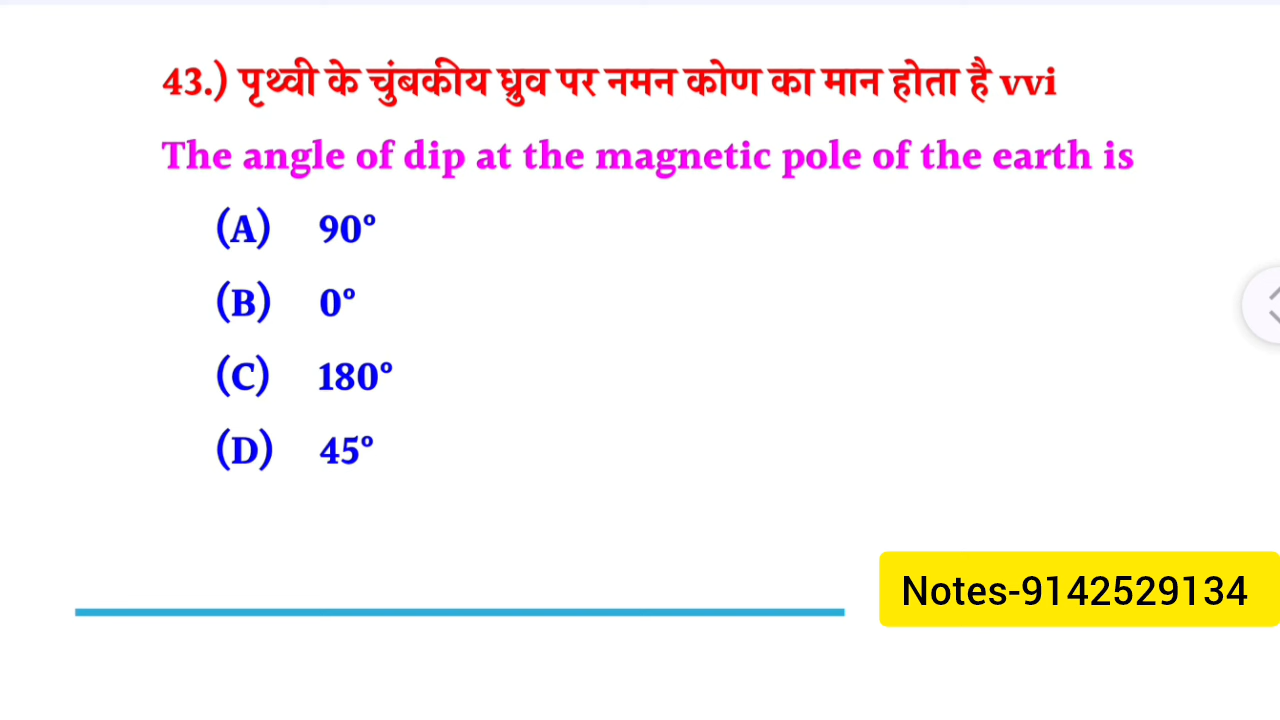 43.) पृथ्वी के चुंबकीय ध्रुव पर नमन कोण का मान होता है vvi
The angle of dip at the magnetic pole of the earth is
(A) 90°
(B) 0°
(C) 180°
(D) 45°
Notes-9142529134